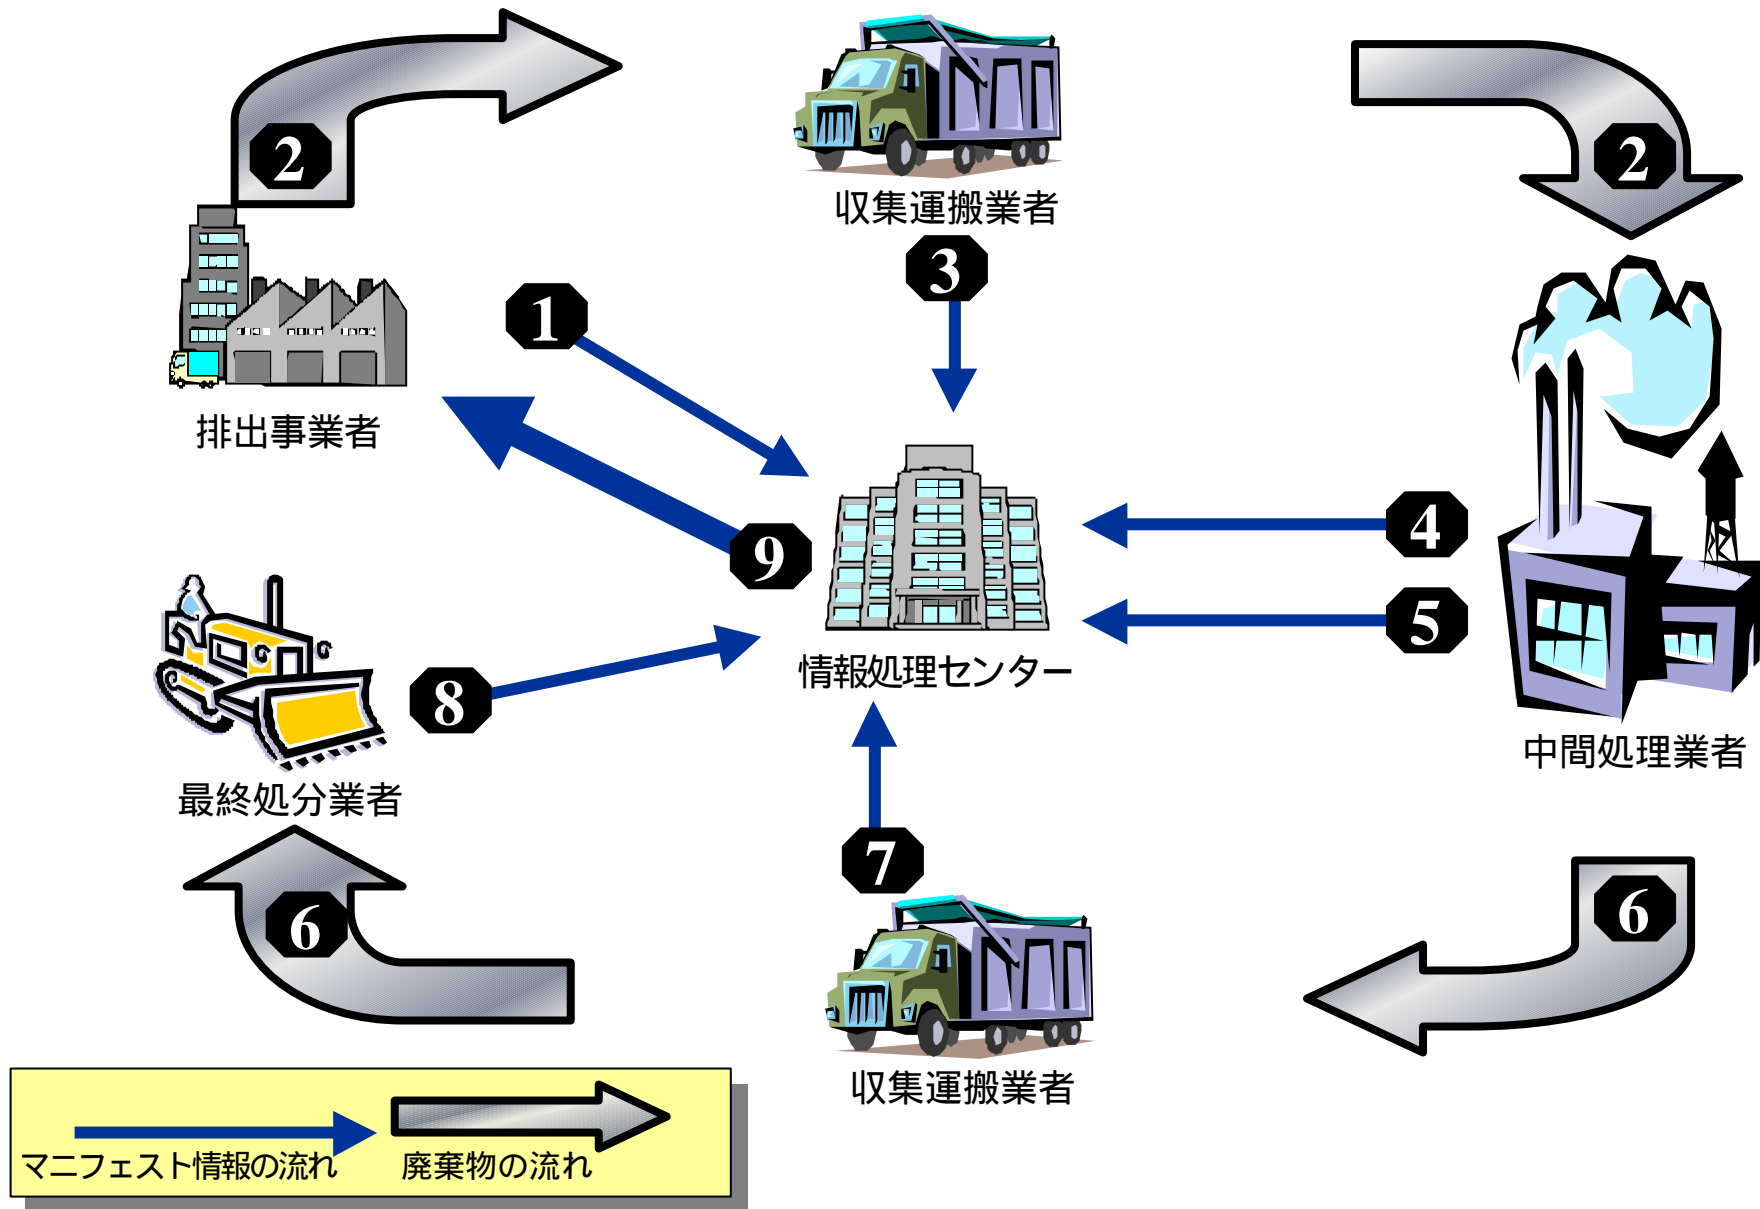 2
2
収集運搬業者
3
1
排出事業者
4
9
5
情報処理センター
8
中間処理業者
最終処分業者
7
6
6
収集運搬業者
マニフェスト情報の流れ
廃棄物の流れ